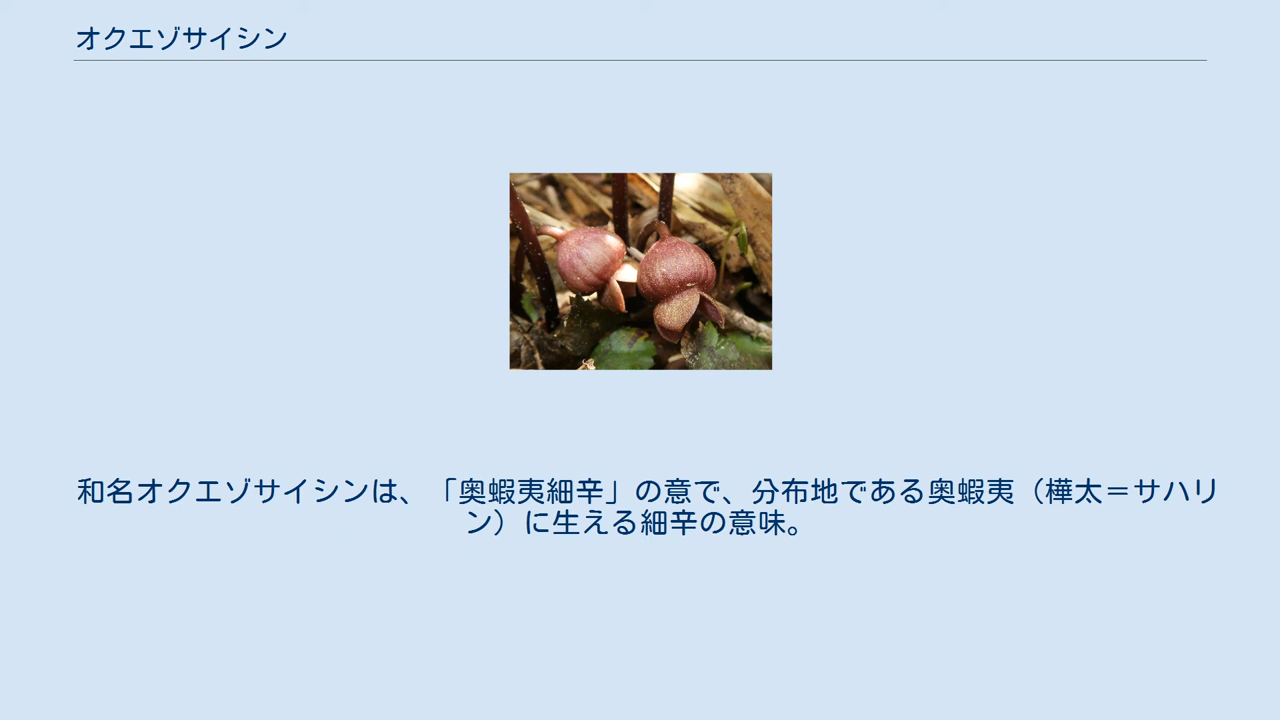 オクエゾサイシン
和名オクエゾサイシンは、「奥蝦夷細辛」の意で、分布地である奥蝦夷（樺太＝サハリ
ン）に生える細辛の意味。